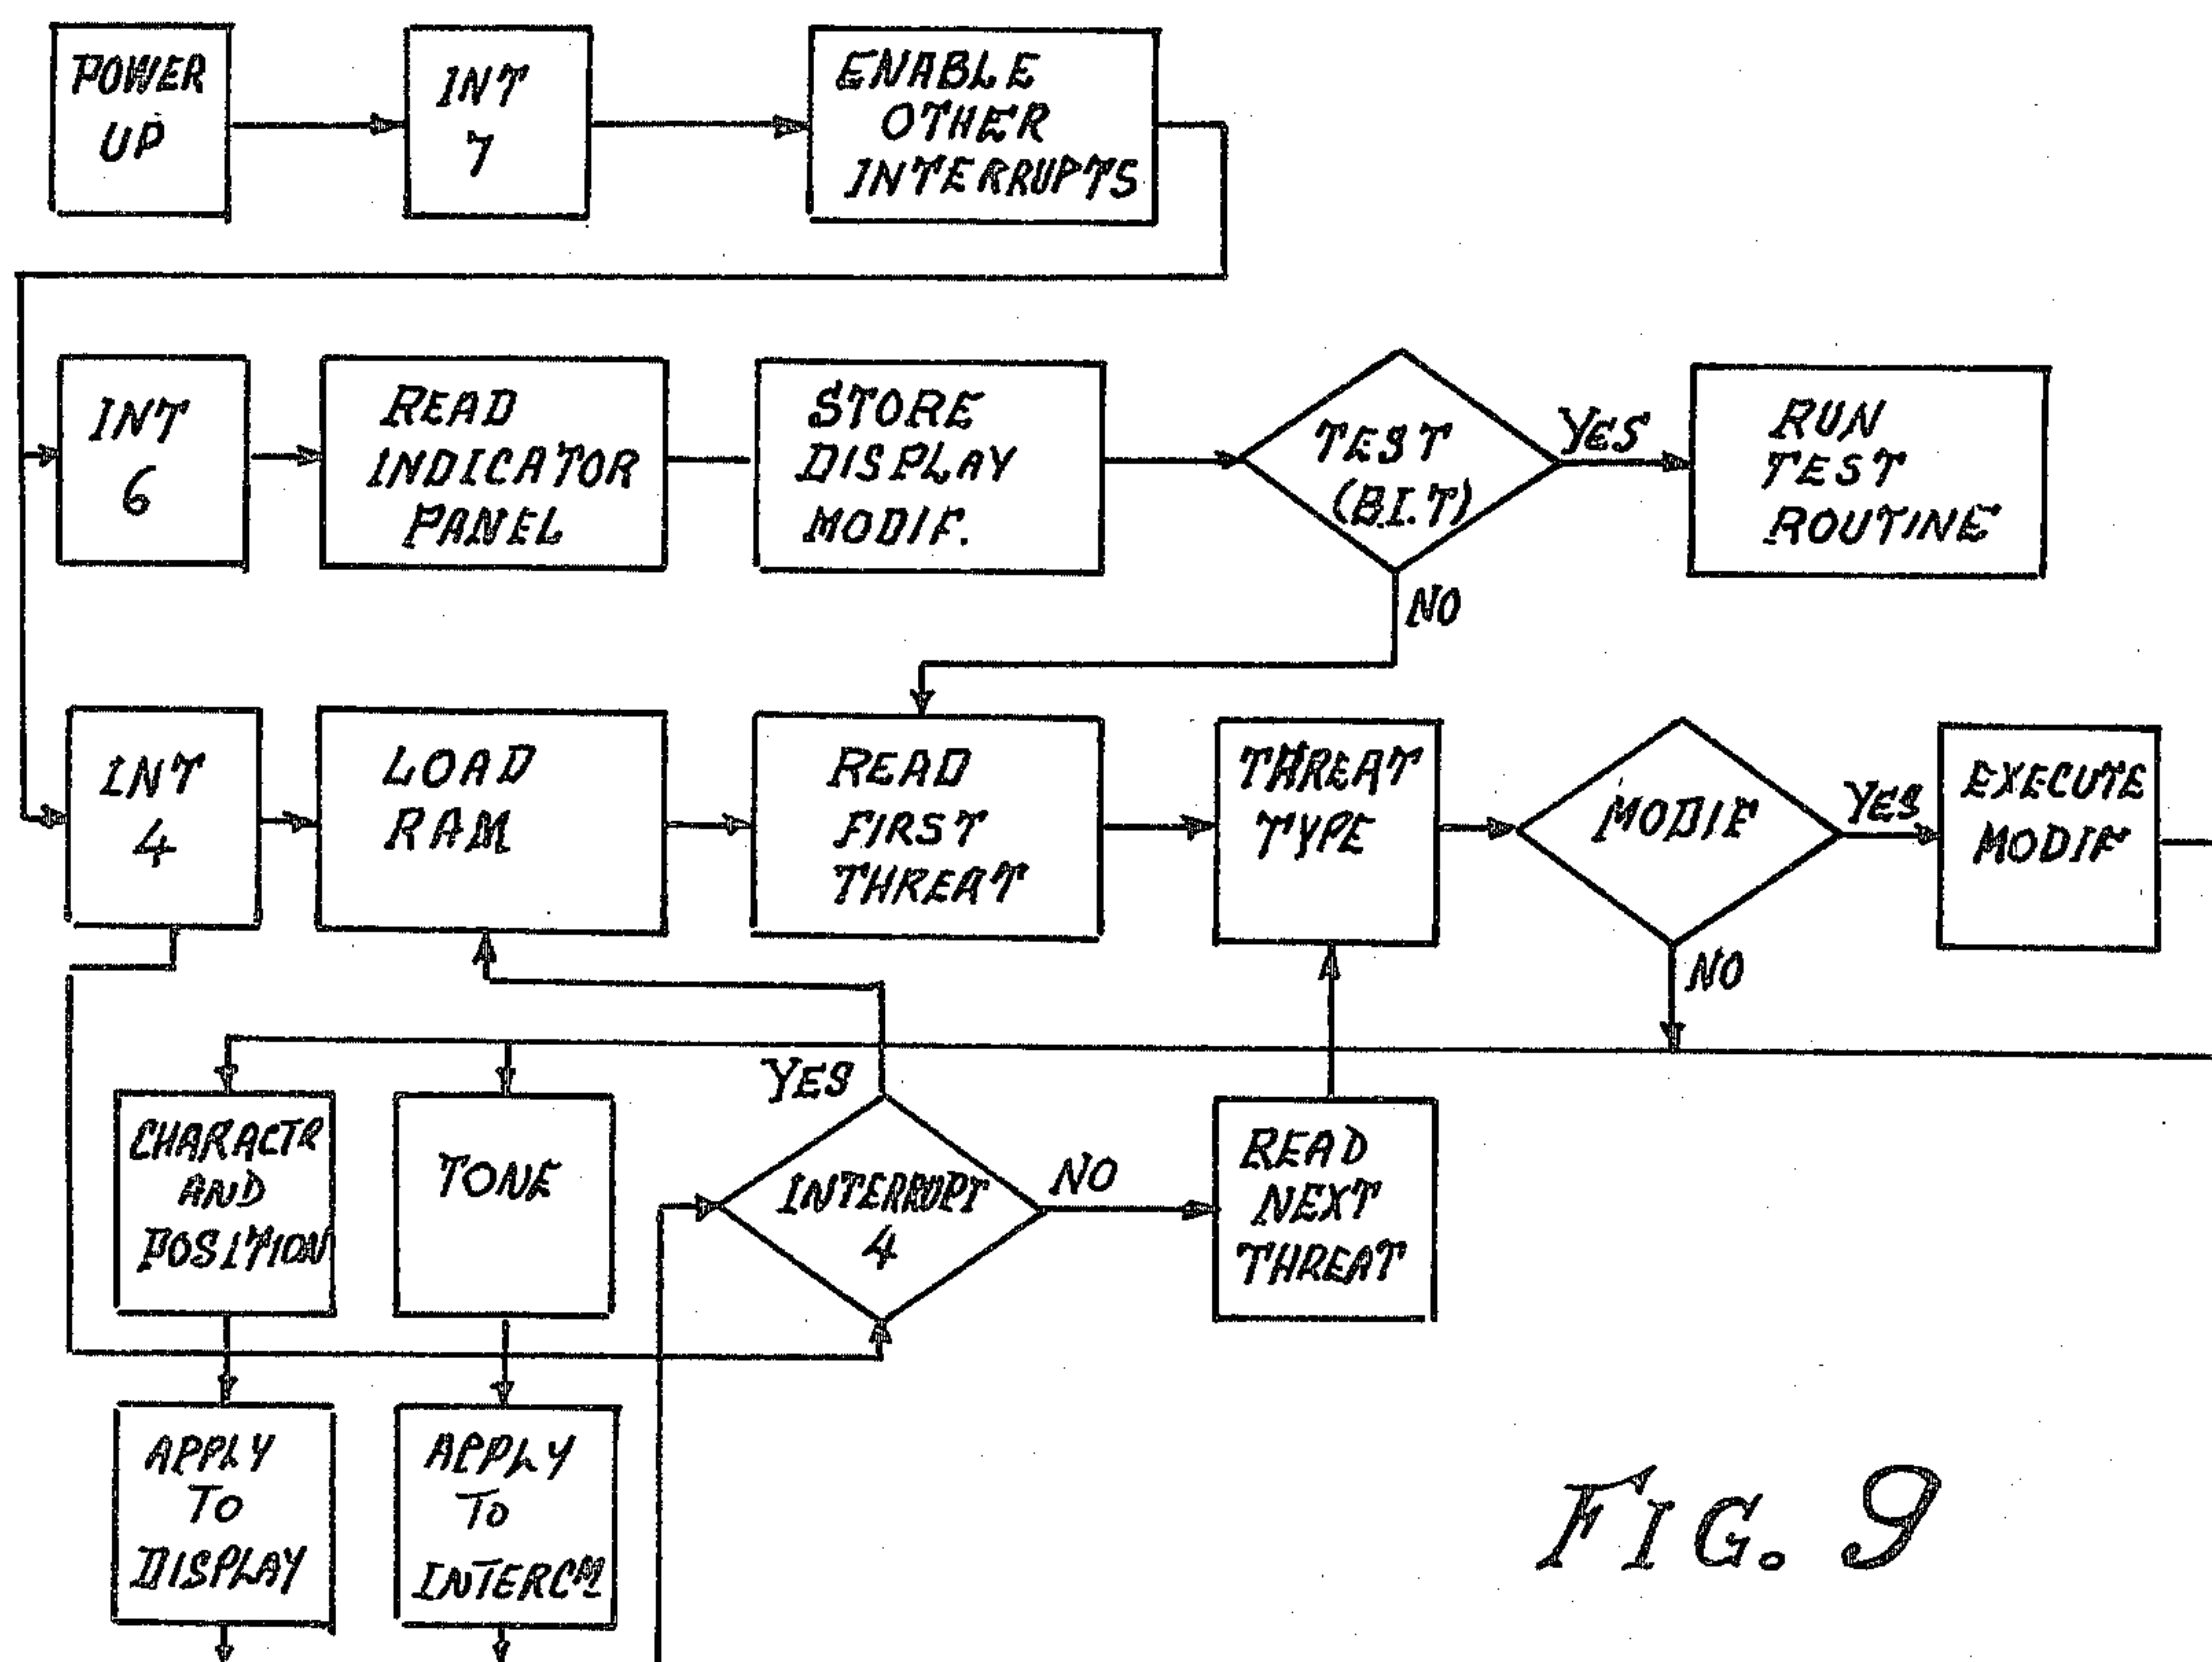 POWER
UP
INT
7
ENABLE
OTHER
INTERRUPTS
INT
6
READ
INDICATOR
PANEL
STORE
DISPLAY
MODIF.
TEST
(B.I.T)
YES
RUN
TEST
ROUTINE
NO
INT
4
LOAD
RAM
READ
FIRST
THREAT
THREAT
TYPE
MODIF
YES
EXECUTE
MODIF
NO
CHARACTR
AND
POSITION
TONE
YES
INTERRUPT
4
NO
READ
NEXT
THREAT
APPLY
TO
DISPLAY
APPLY
TO
INTERCM
FIG. 9